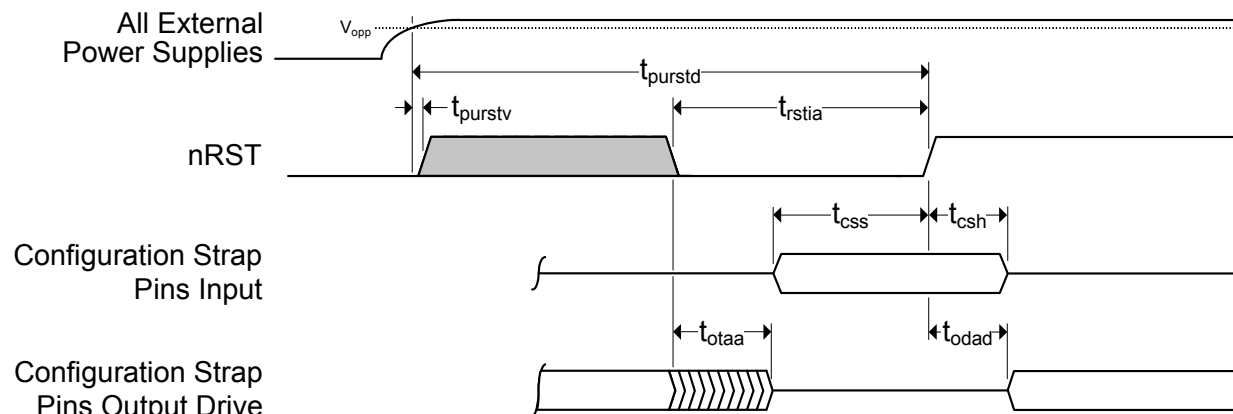 All External
Power Supplies
Vopp
tpurstd
tpurstv
trstia
nRST
tcss
tcsh
Configuration Strap
Pins Input
totaa
todad
Configuration Strap
Pins Output Drive